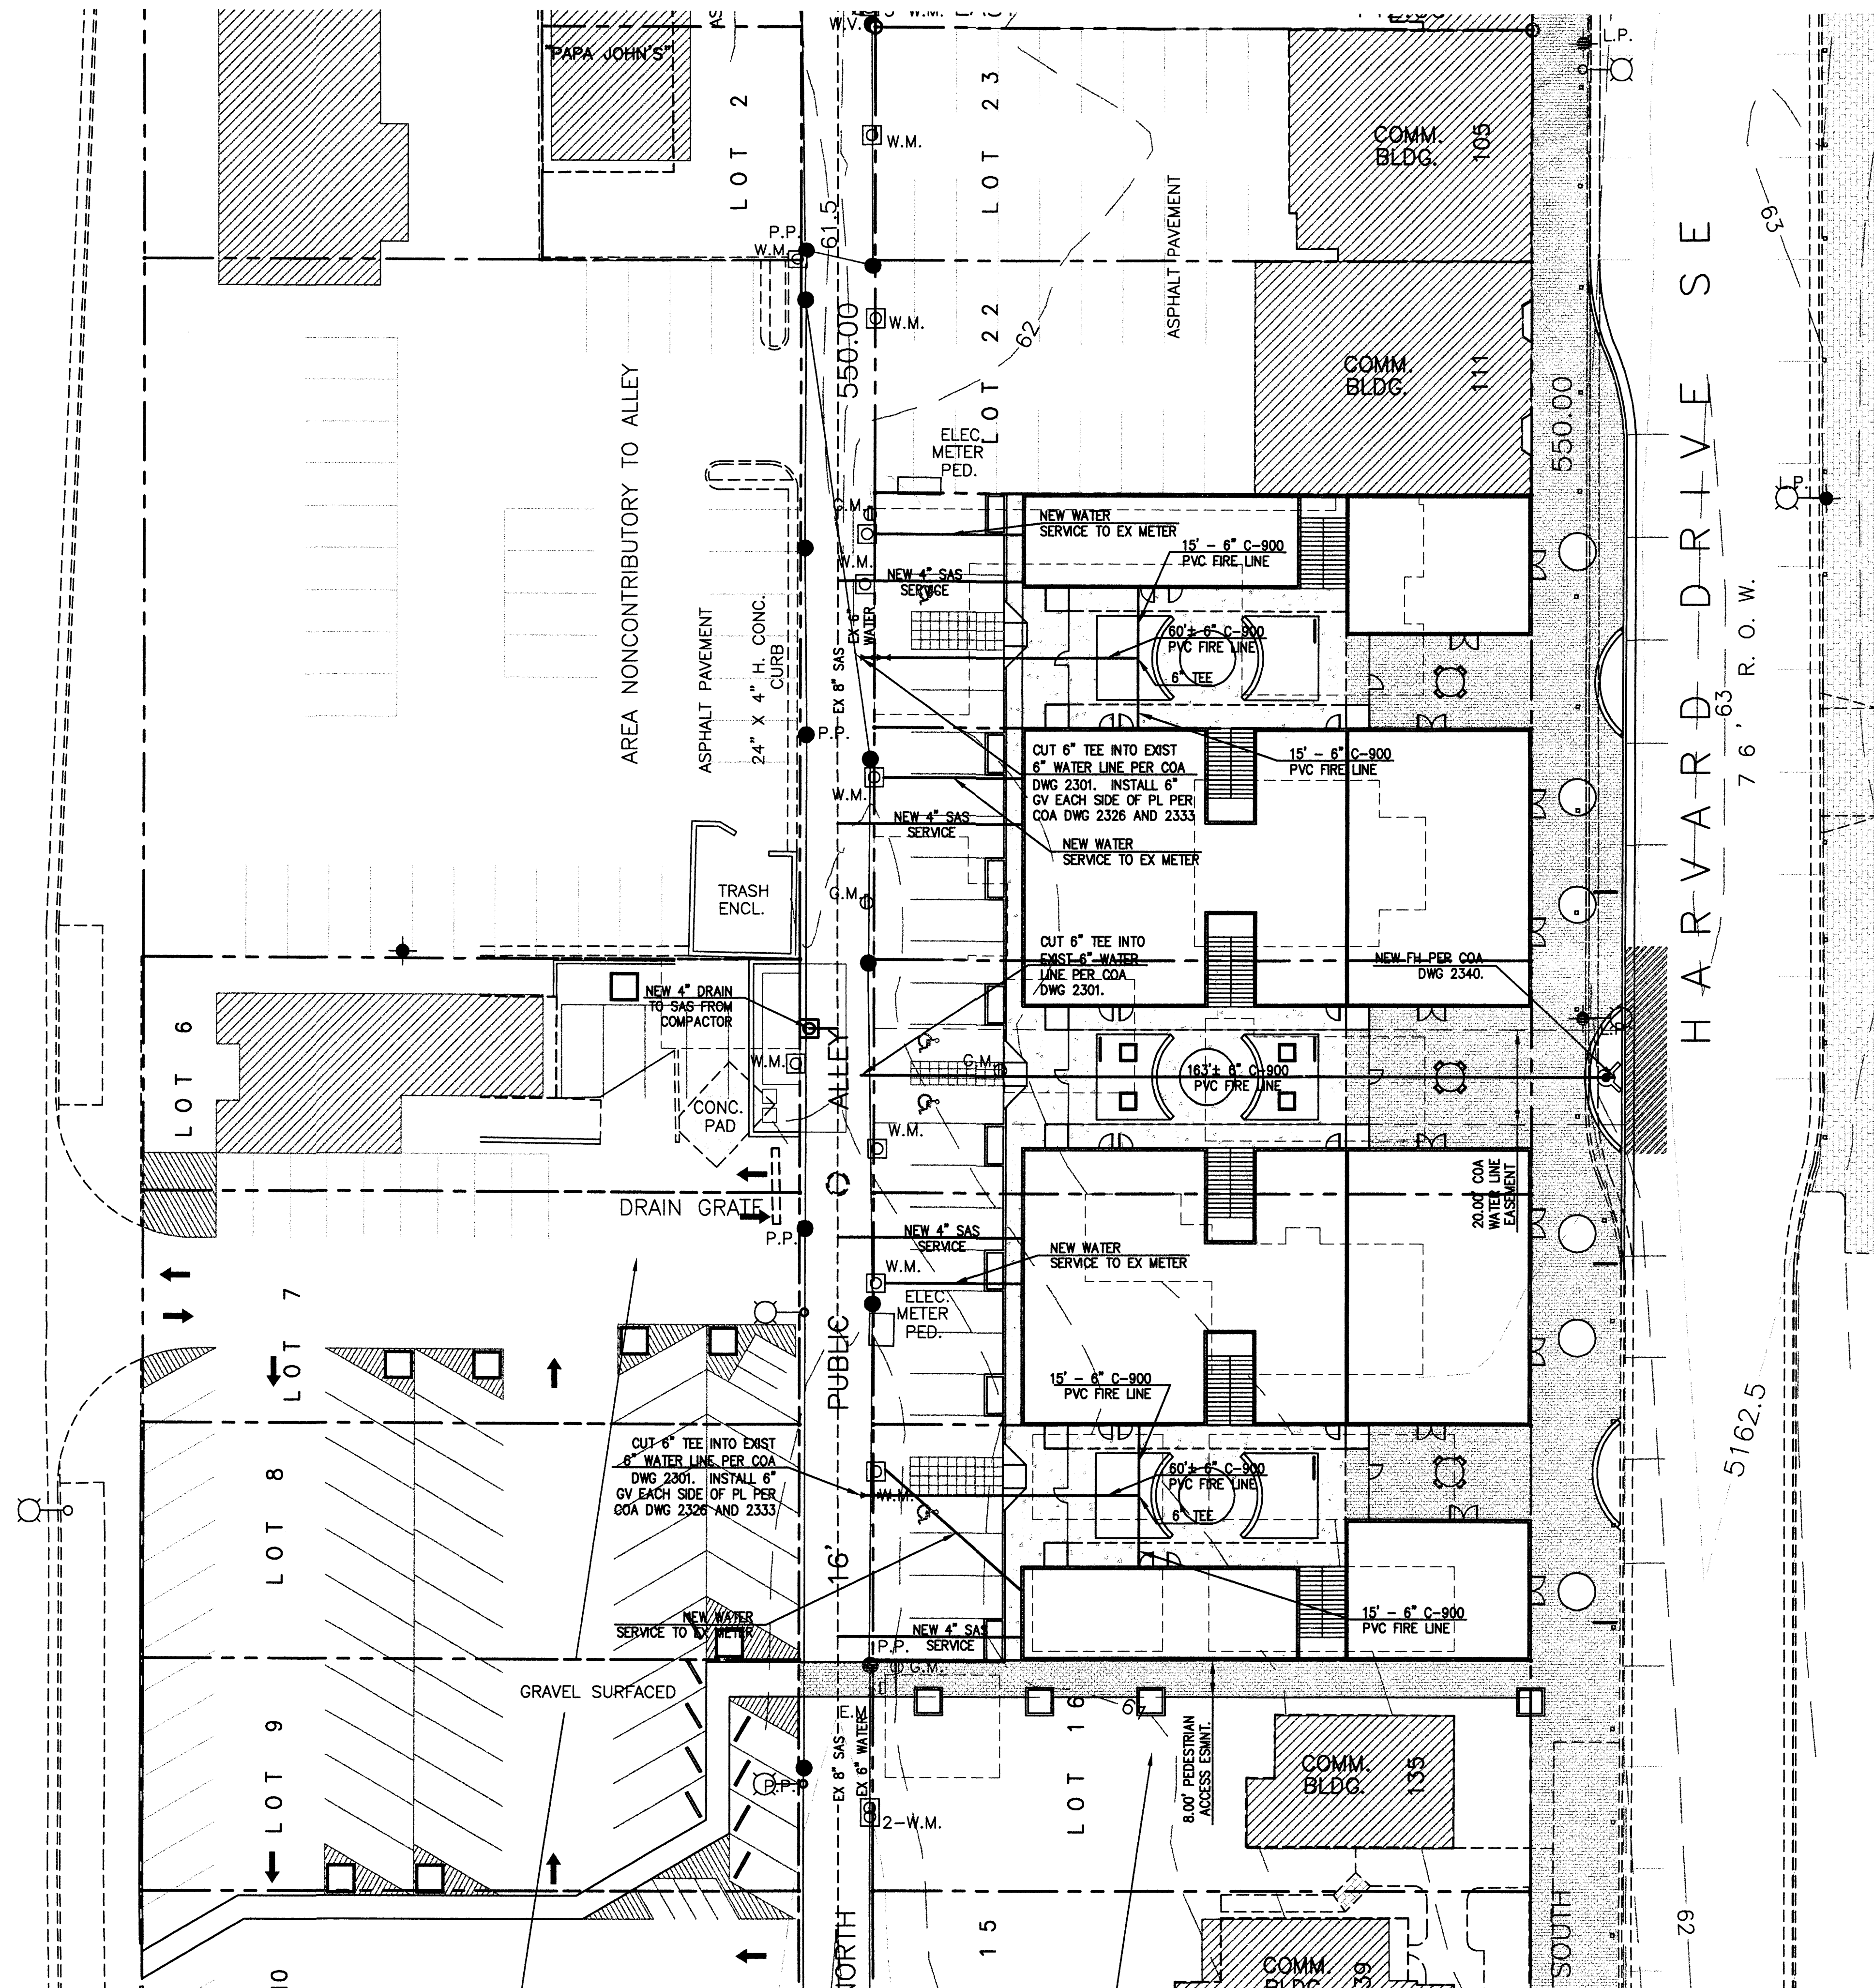 W.V.
W.M.
"PAPA JOHN'S"
LOT 2
LOT 23
W.M.
COMM.
BLDG.
105
L.P.
63
P.P.
W.M.
61.5
ASPHALT PAVEMENT
550.00
W.M.
LOT 22
62
COMM.
BLDG.
111
550.00
HARVARD DRIVE SE
76' R. O. W.
63
L.P.
AREA NONCONTRIBUTORY TO ALLEY
ELEC.
METER
PED.
NEW WATER
SERVICE TO EX METER
15' - 6" C-900
PVC FIRE LINE
W.M.
NEW 4" SAS
SERVICE
EX 6"
WATER
EX 8" SAS
60'± 6" C-900
PVC FIRE LINE
6" TEE
ASPHALT PAVEMENT
24" X 4" H. CONC.
CURB
P.P.
15' - 6" C-900
PVC FIRE LINE
CUT 6" TEE INTO EXIST
6" WATER LINE PER COA
DWG 2301. INSTALL 6"
GV EACH SIDE OF PL PER
COA DWG 2326 AND 2333
W.M.
NEW 4" SAS
SERVICE
NEW WATER
SERVICE TO EX METER
TRASH
ENCL.
G.M.
CUT 6" TEE INTO
EXIST 6" WATER
LINE PER COA
DWG 2301.
NEW FH PER COA
DWG 2340.
NEW 4" DRAIN
TO SAS FROM
COMPACTOR
LOT 6
W.M.
ALLEY
G.M.
163'± 6" C-900
PVC FIRE LINE
CONC.
PAD
W.M.
20.00' COA
WATER LINE
EASEMENT
DRAIN GRATE
P.P.
NEW 4" SAS
SERVICE
NEW WATER
SERVICE TO EX METER
W.M.
ELEC.
METER
PED.
LOT 7
PUBLIC
15' - 6" C-900
PVC FIRE LINE
5162.5
CUT 6" TEE INTO EXIST
6" WATER LINE PER COA
DWG 2301. INSTALL 6"
GV EACH SIDE OF PL PER
COA DWG 2326 AND 2333
W.M.
60'± 6" C-900
PVC FIRE LINE
6" TEE
LOT 8
16'
NEW WATER
SERVICE TO EX METER
NEW 4" SAS
SERVICE
15' - 6" C-900
PVC FIRE LINE
P.P.
G.M.
GRAVEL SURFACED
E.M.
LOT 9
EX 8" SAS
EX 6" WATER
LOT 16
8.00' PEDESTRIAN
ACCESS ESMNT.
COMM.
BLDG.
135
P.P.
2-W.M.
62
SOUTH
NORTH
15
10
COMM.
BLDG.
39